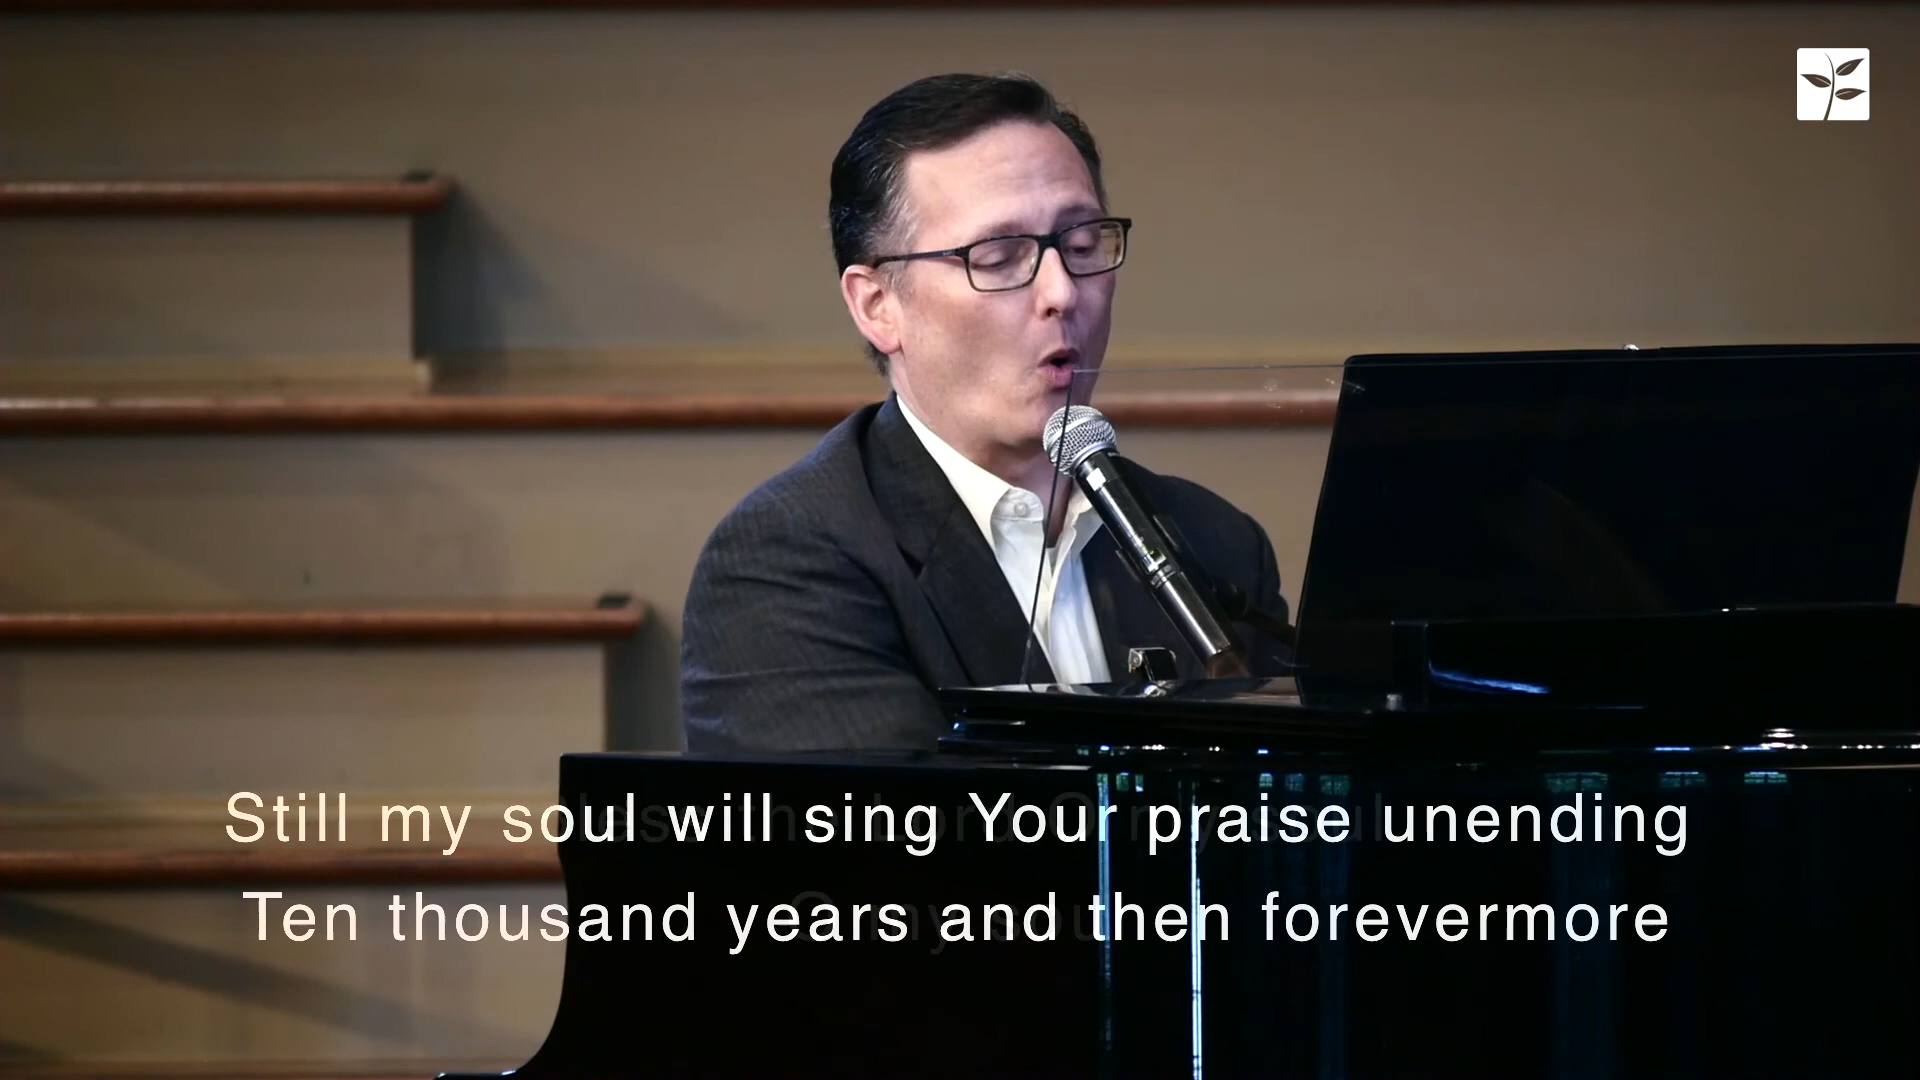 Still my soul will sing Your praise unending
Ten thousand years and then forevermore